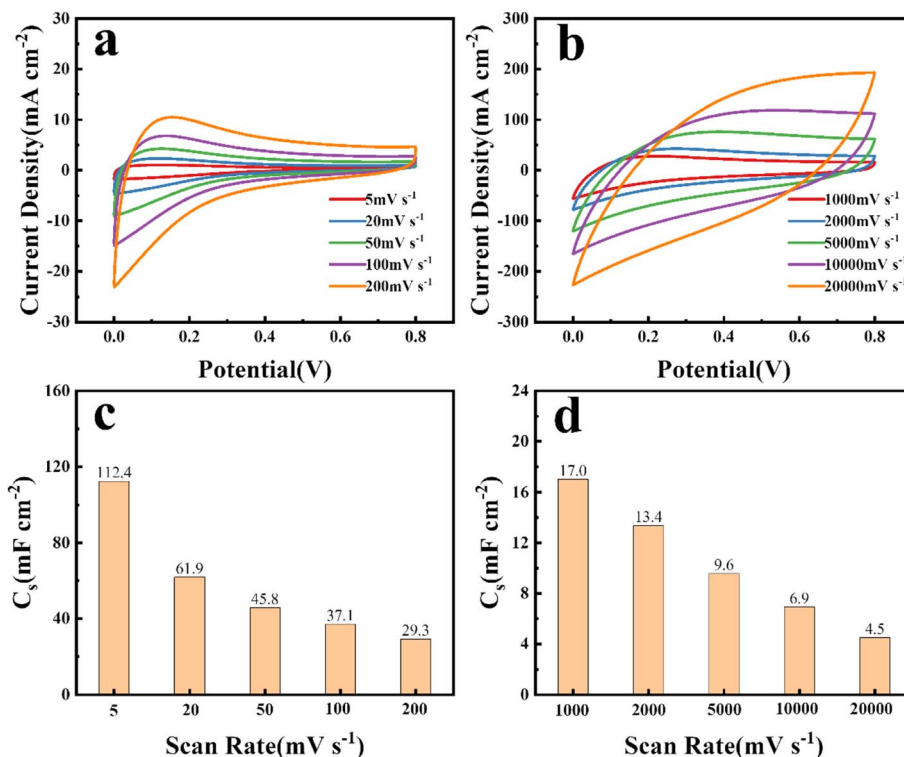 a
Current Density(mA cm⁻²)
30
20
10
0
-10
-20
-30
5mV s⁻¹
20mV s⁻¹
50mV s⁻¹
100mV s⁻¹
200mV s⁻¹
0.0 0.2 0.4 0.6 0.8
Potential(V)
b
Current Density(mA cm⁻²)
300
200
100
0
-100
-200
-300
1000mV s⁻¹
2000mV s⁻¹
5000mV s⁻¹
10000mV s⁻¹
20000mV s⁻¹
0.0 0.2 0.4 0.6 0.8
Potential(V)
c
Cₛ(mF cm⁻²)
160
120
80
40
0
112.4
61.9
45.8
37.1
29.3
5 20 50 100 200
Scan Rate(mV s⁻¹)
d
Cₛ(mF cm⁻²)
24
20
16
12
8
4
0
17.0
13.4
9.6
6.9
4.5
1000 2000 5000 10000 20000
Scan Rate(mV s⁻¹)